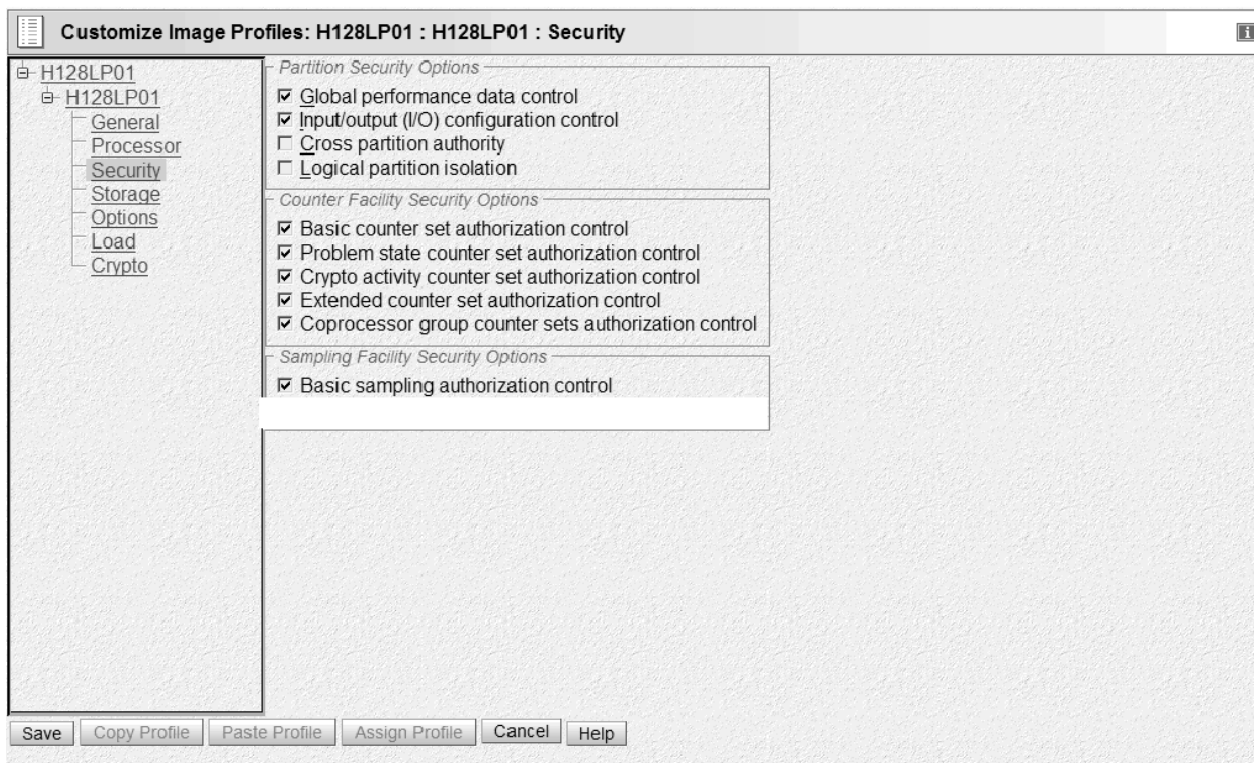 Customize Image Profiles: H128LP01 : H128LP01 : Security
i
H128LP01
H128LP01
General
Processor
Security
Storage
Options
Load
Crypto
Partition Security Options
Global performance data control
Input/output (I/O) configuration control
Cross partition authority
Logical partition isolation
Counter Facility Security Options
Basic counter set authorization control
Problem state counter set authorization control
Crypto activity counter set authorization control
Extended counter set authorization control
Coprocessor group counter sets authorization control
Sampling Facility Security Options
Basic sampling authorization control
Save Copy Profile Paste Profile Assign Profile Cancel Help